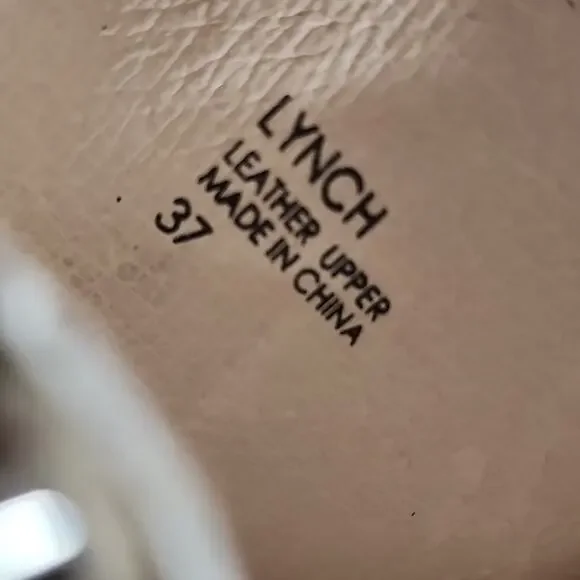 LYNCH
LEATHER UPPER
MADE IN CHINA
37